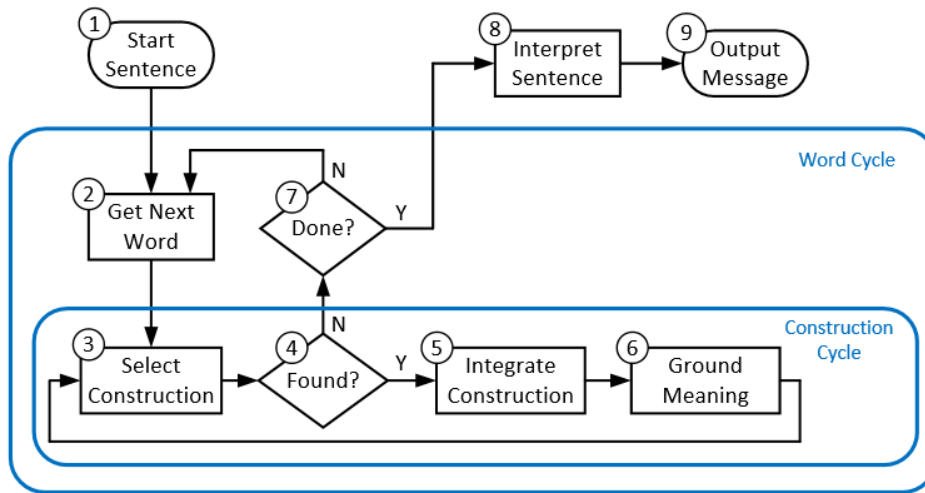 1
Start
Sentence
8
Interpret
Sentence
9
Output
Message
Word Cycle
2
Get Next
Word
N
7
Done?
Y
Construction
Cycle
3
Select
Construction
N
4
Found?
Y
5
Integrate
Construction
6
Ground
Meaning